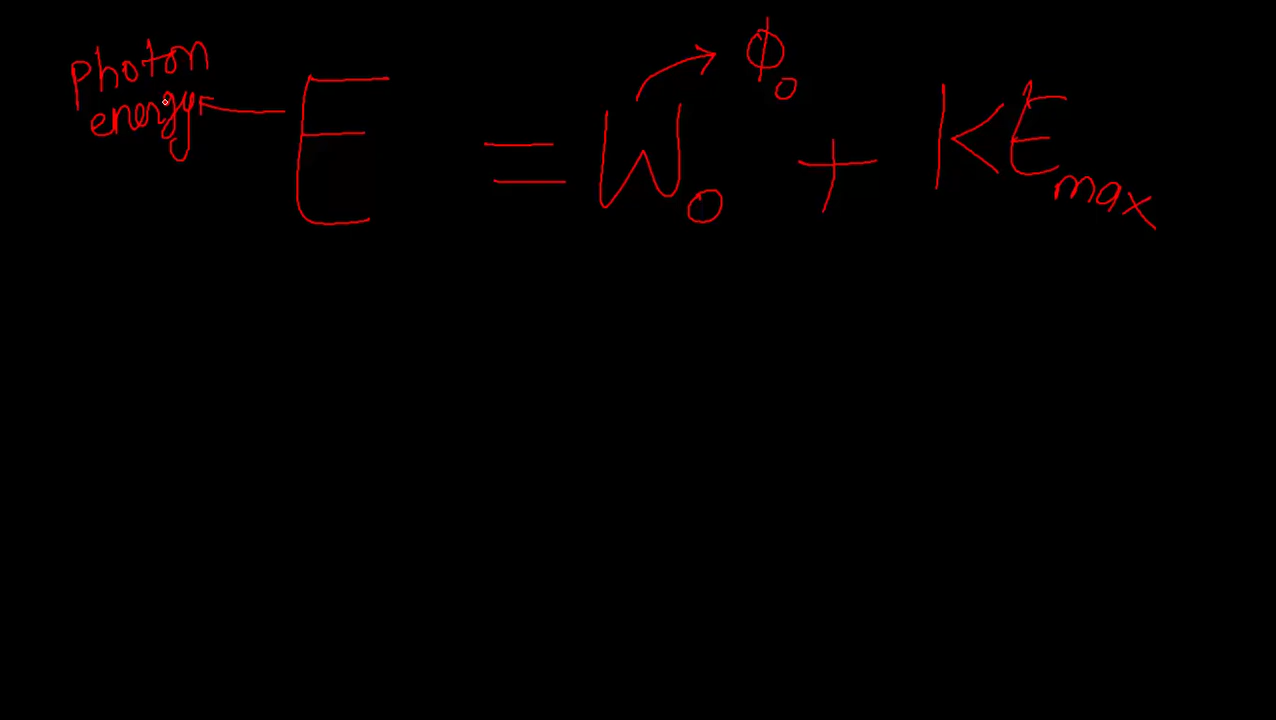 photon
energy
E = W₀ + KEmax
ϕ₀